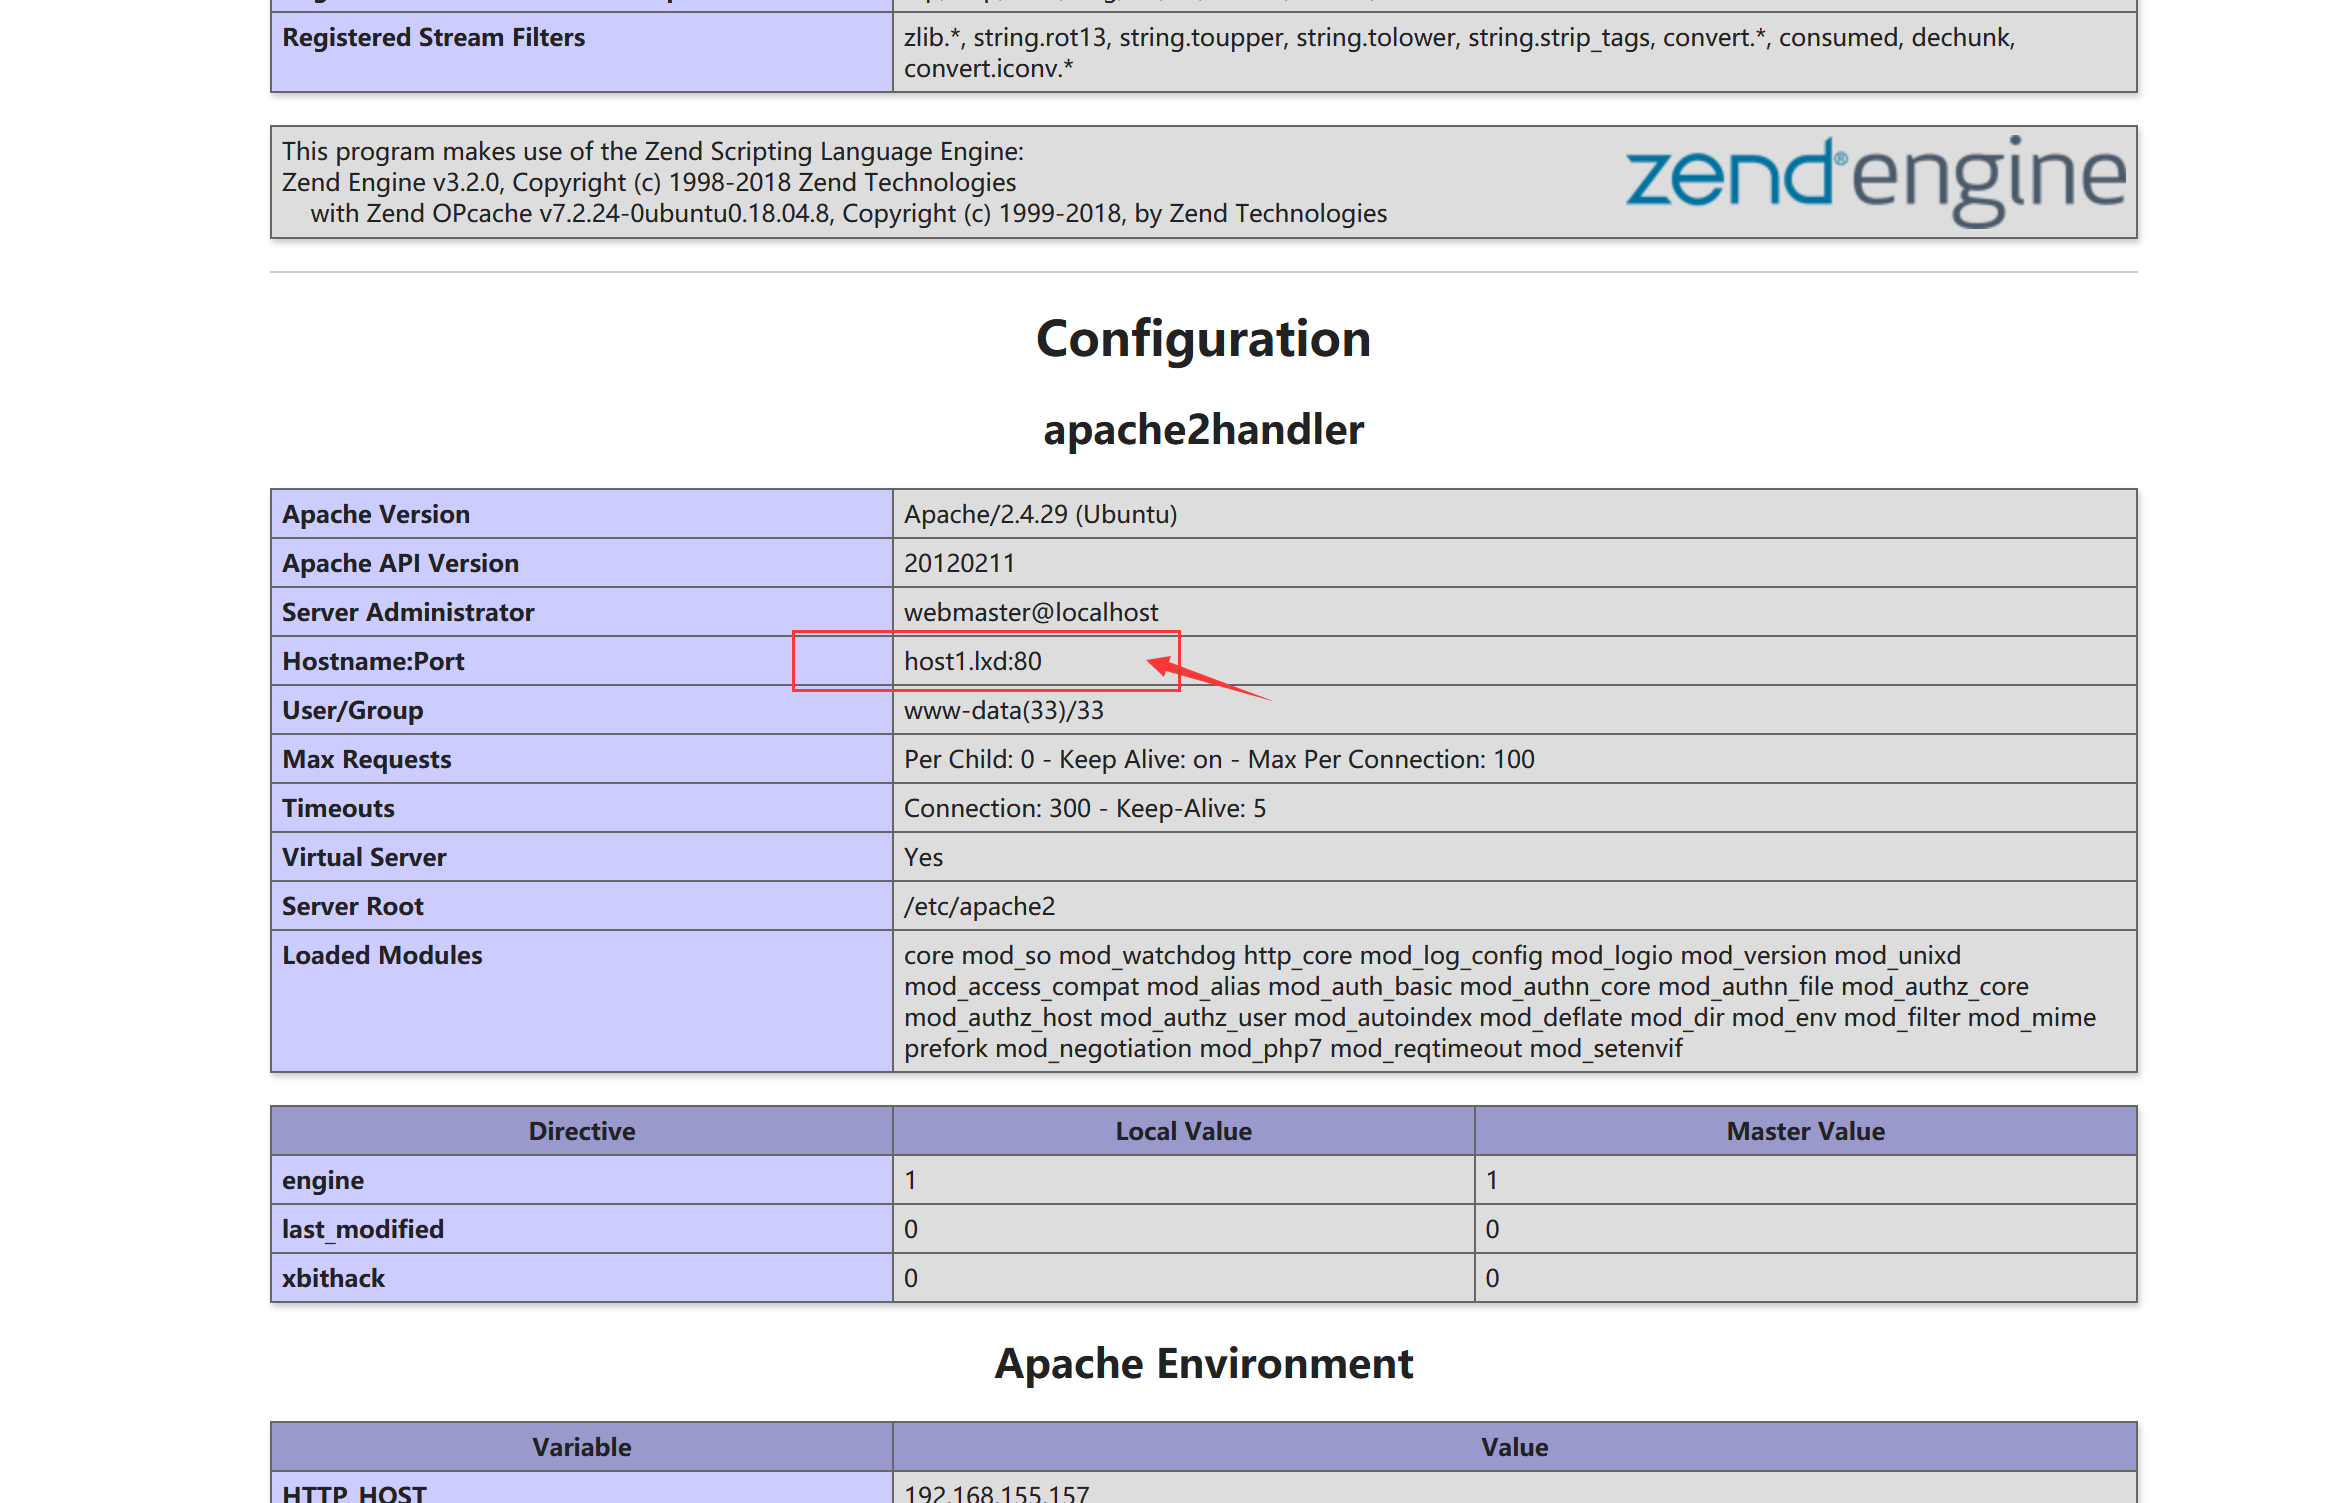 Registered Stream Filters
zlib.*, string.rot13, string.toupper, string.tolower, string.strip_tags, convert.*, consumed, dechunk,
convert.iconv.*
This program makes use of the Zend Scripting Language Engine:
Zend Engine v3.2.0, Copyright (c) 1998-2018 Zend Technologies
with Zend OPcache v7.2.24-0ubuntu0.18.04.8, Copyright (c) 1999-2018, by Zend Technologies
zend® engine
Configuration
apache2handler
Apache Version Apache/2.4.29 (Ubuntu)
Apache API Version 20120211
Server Administrator webmaster@localhost
Hostname:Port host1.lxd:80
User/Group www-data(33)/33
Max Requests Per Child: 0 - Keep Alive: on - Max Per Connection: 100
Timeouts Connection: 300 - Keep-Alive: 5
Virtual Server Yes
Server Root /etc/apache2
Loaded Modules core mod_so mod_watchdog http_core mod_log_config mod_logio mod_version mod_unixd
mod_access_compat mod_alias mod_auth_basic mod_authn_core mod_authn_file mod_authz_core
mod_authz_host mod_authz_user mod_autoindex mod_deflate mod_dir mod_env mod_filter mod_mime
prefork mod_negotiation mod_php7 mod_reqtimeout mod_setenvif
Directive Local Value Master Value
engine 1 1
last_modified 0 0
xbithack 0 0
Apache Environment
Variable Value
HTTP_HOST 192.168.155.157